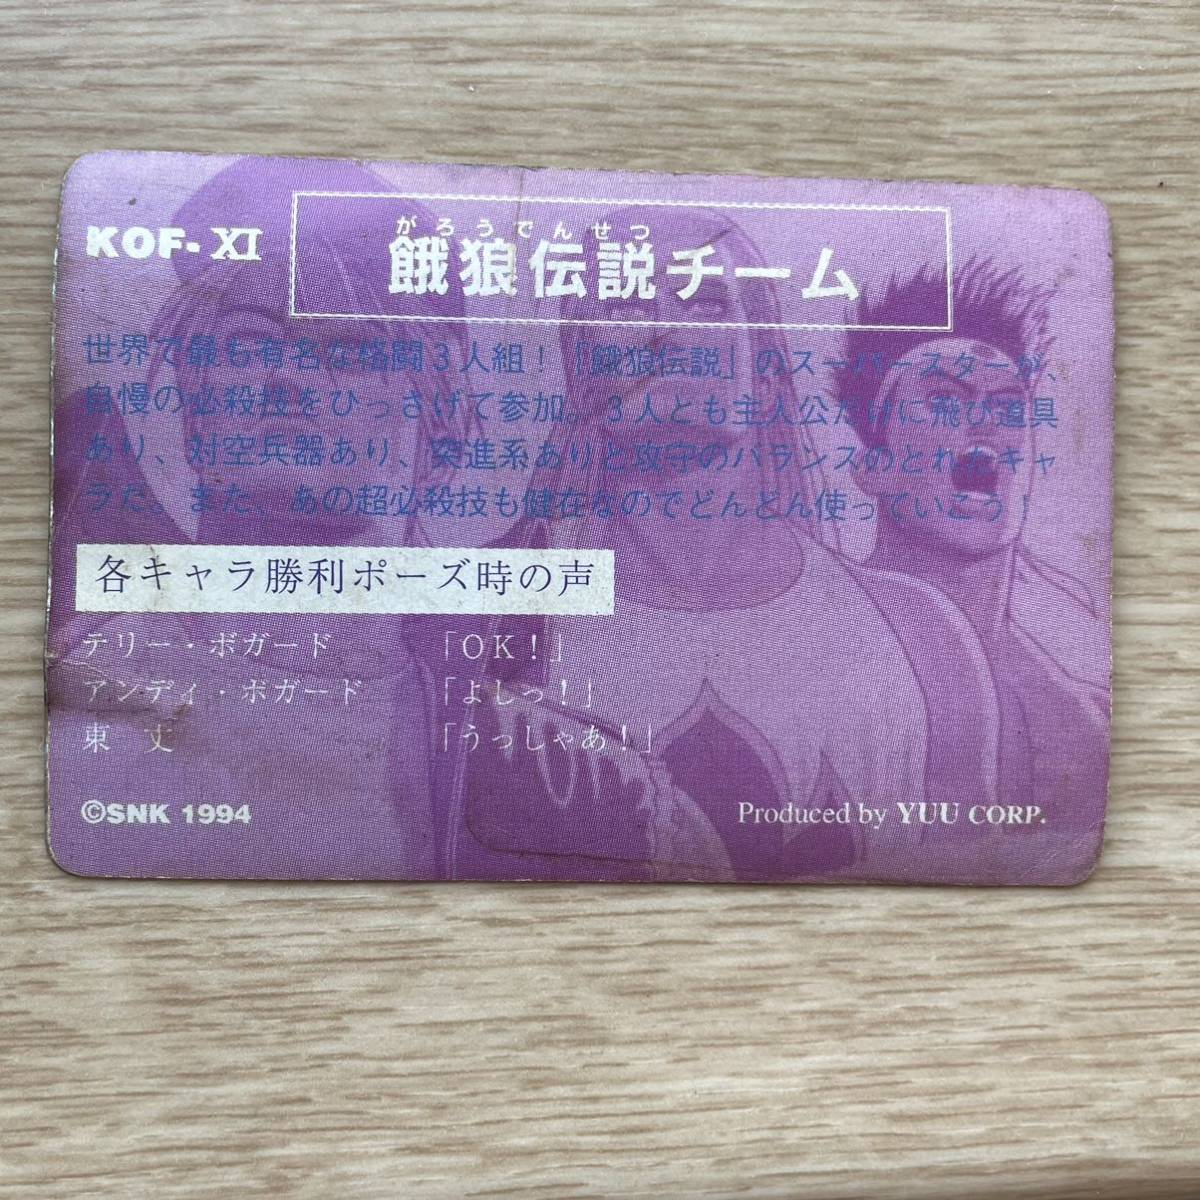 KOF-XI
がろうでんせつ
餓狼伝説チーム
世界で最も有名な格闘3人組!「餓狼伝説」のスーパースターが、
自慢の必殺技をひっさげて参加。3人とも主人公だけに飛び道具
あり、対空兵器あり、突進系ありと攻守のバランスのとれたキャ
ラだ。また、あの超必殺技も健在なのでどんどん使っていこう!
各キャラ勝利ポーズ時の声
テリー・ボガード 「OK!」
アンディ・ボガード 「よしっ!」
東 丈 「うっしゃあ!」
©SNK 1994
Produced by YUU CORP.